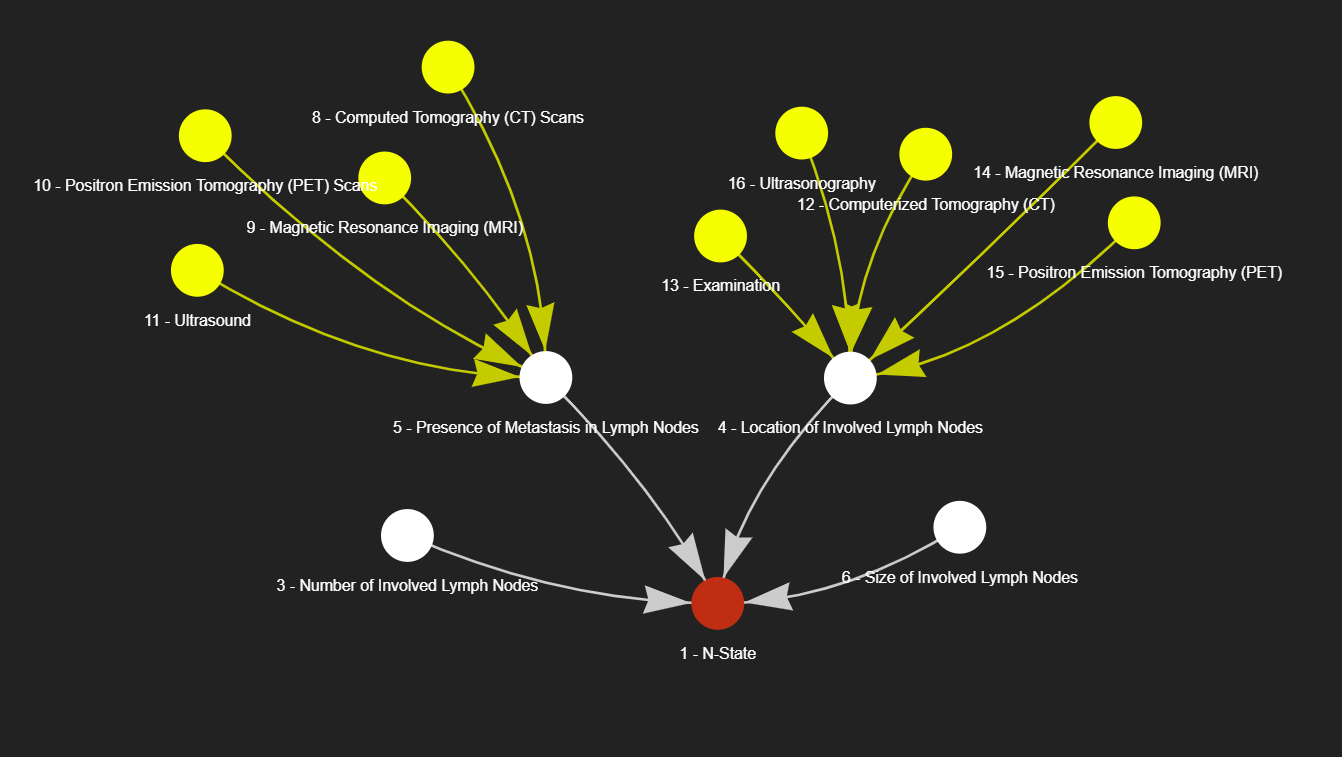 8 - Computed Tomography (CT) Scans
14 - Magnetic Resonance Imaging (MRI)
10 - Positron Emission Tomography (PET) Scans
16 - Ultrasonography
12 - Computerized Tomography (CT)
9 - Magnetic Resonance Imaging (MRI)
15 - Positron Emission Tomography (PET)
13 - Examination
11 - Ultrasound
5 - Presence of Metastasis in Lymph Nodes
4 - Location of Involved Lymph Nodes
6 - Size of Involved Lymph Nodes
3 - Number of Involved Lymph Nodes
1 - N-State